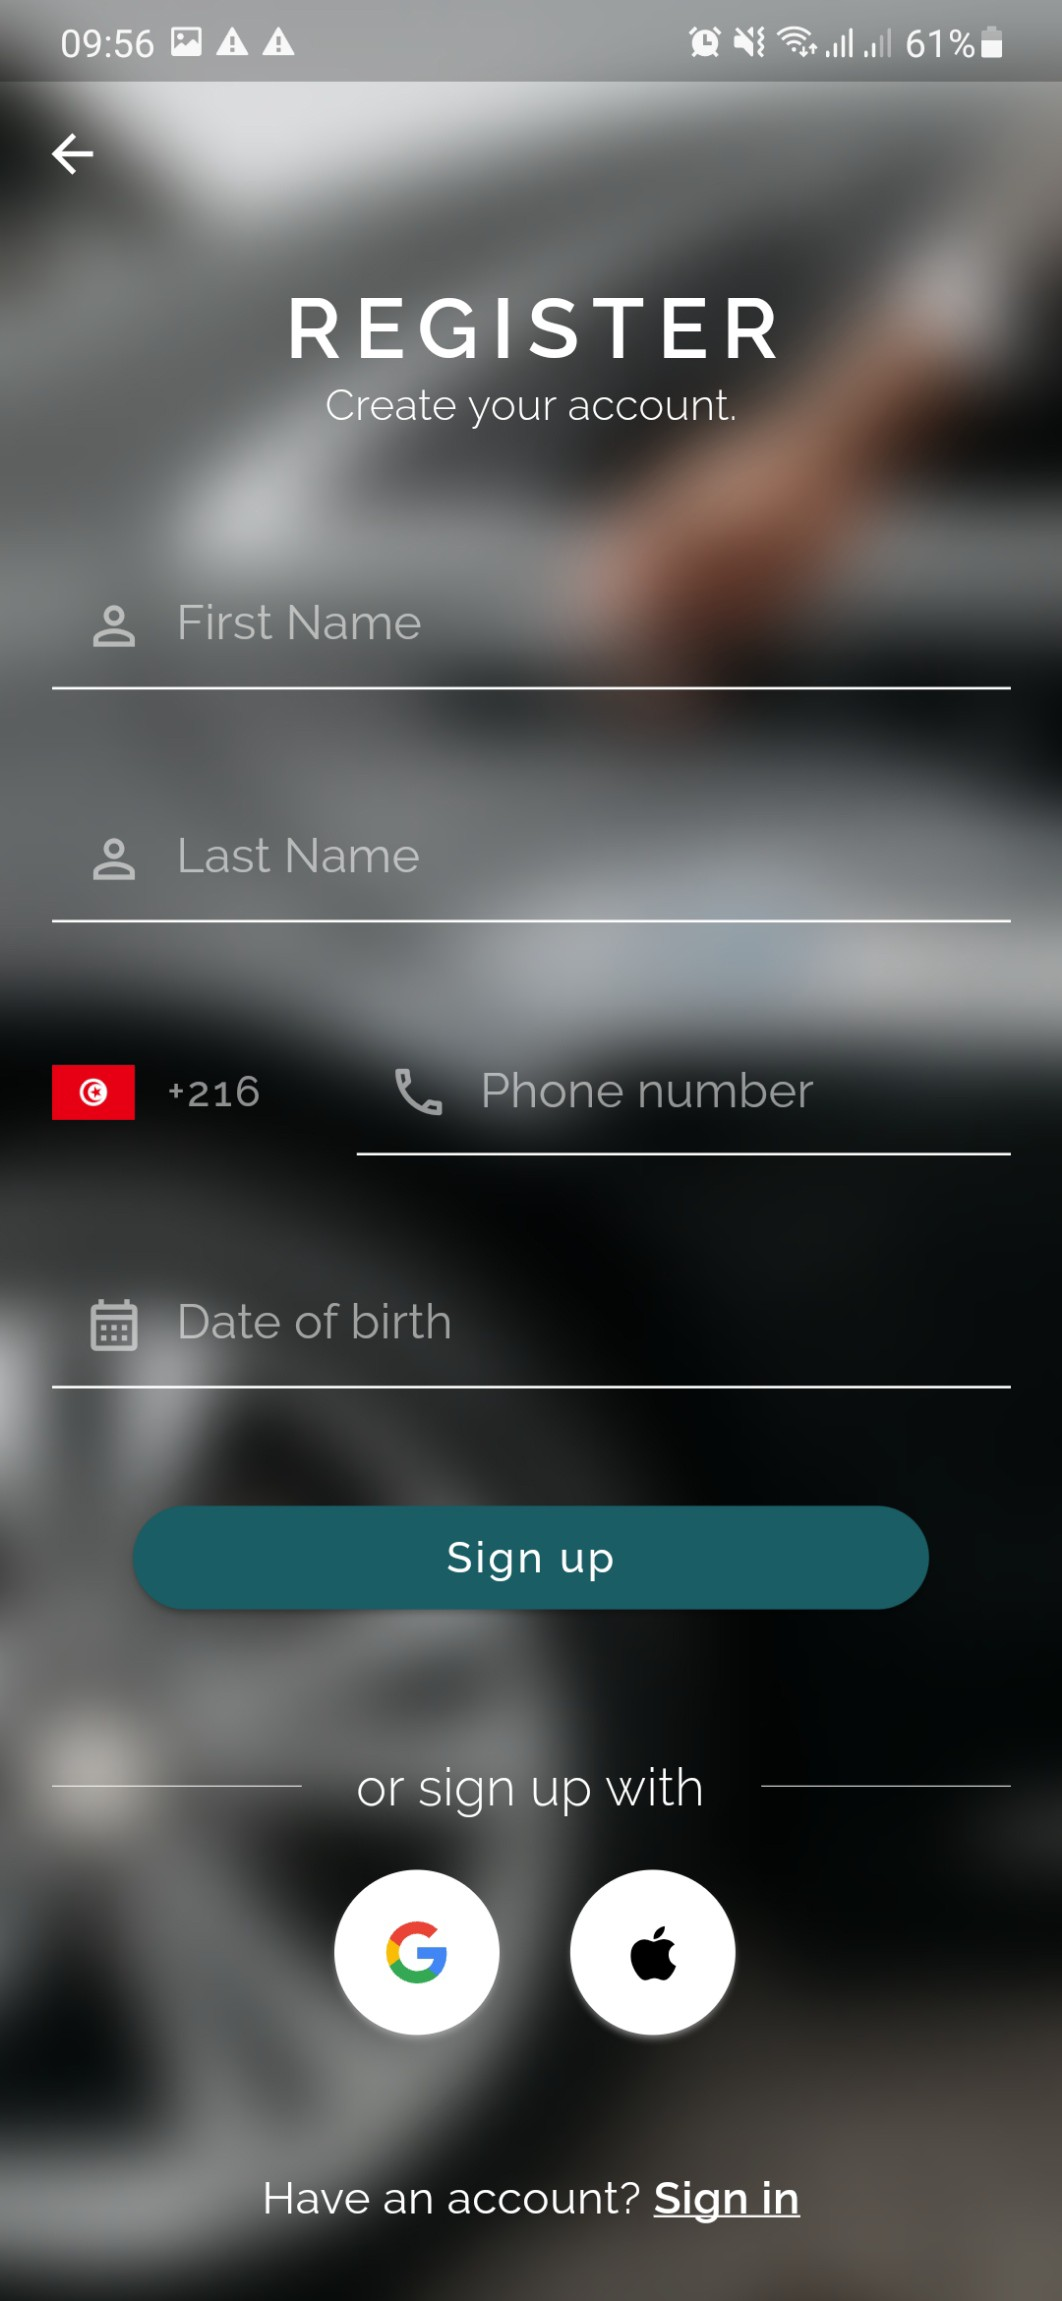 09:56 61%
REGISTER
Create your account.
First Name
Last Name
+216 Phone number
Date of birth
Sign up
or sign up with
Have an account? Sign in